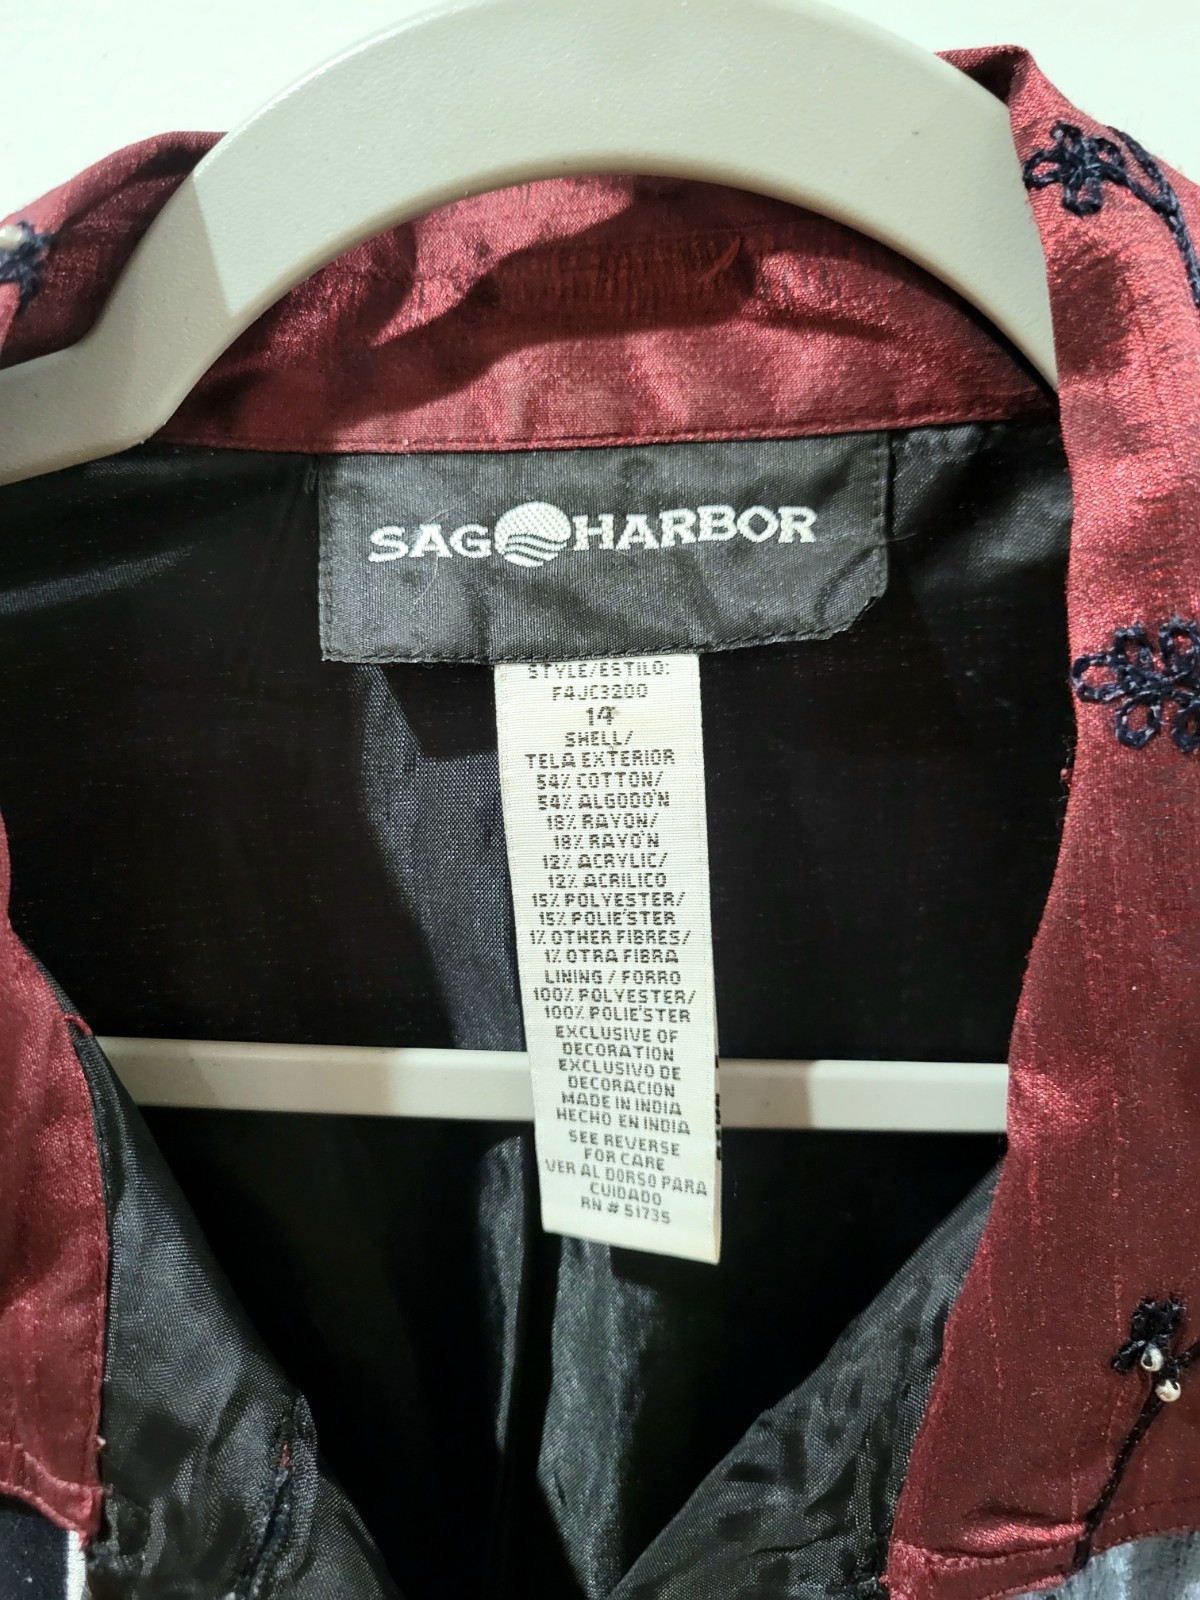 SAG HARBOR
STYLE/ESTILO:
F4JC3200
14
SHELL/
TELA EXTERIOR
54% COTTON/
54% ALGODO'N
18% RAYON/
18% RAYO'N
12% ACRYLIC/
12% ACRILICO
15% POLYESTER/
15% POLIE'STER
1% OTHER FIBRES/
1% OTRA FIBRA
LINING / FORRO
100% POLYESTER/
100% POLIE'STER
EXCLUSIVE OF
DECORATION
EXCLUSIVO DE
DECORACION
MADE IN INDIA
HECHO EN INDIA
SEE REVERSE
FOR CARE
VER AL DORSO PARA
CUIDADO
RN # 51735